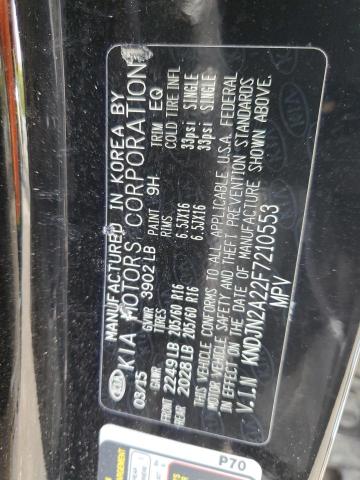 MANUFACTURED IN KOREA BY
KIA MOTORS CORPORATION
KIA
03/15 GVWR 3902 LB PAINT 9H TRIM EQ
GAWR TIRES RIMS COLD TIRE INFL
FRONT 2249 LB 205/60 R16 6.5JX16 33psi SINGLE
REAR 2028 LB 205/60 R16 6.5JX16 33psi SINGLE
THIS VEHICLE CONFORMS TO ALL APPLICABLE U.S.A. FEDERAL
BUMPER, SAFETY AND THEFT PREVENTION STANDARDS
IN EFFECT ON THE DATE OF MANUFACTURE SHOWN ABOVE.
V.I.N KNDJN2A22F7210553
MPV
P70